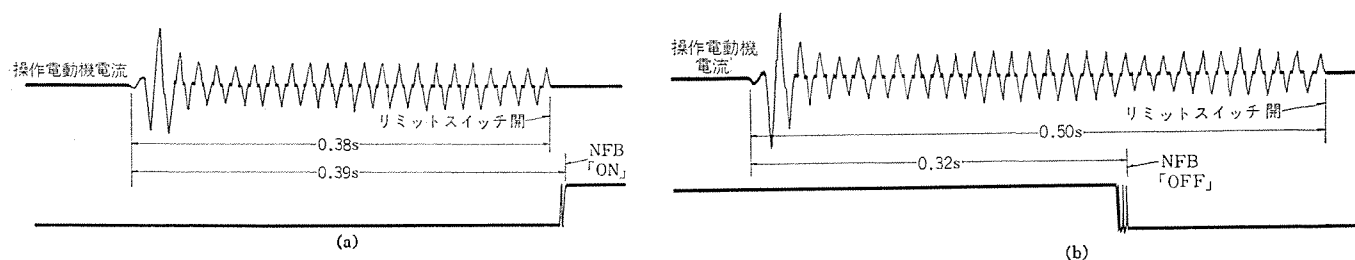 操作電動機電流
リミットスイッチ開
0.38s
0.39s
NFB
「ON」
(a)
操作電動機
電流
リミットスイッチ開
0.50s
0.32s
NFB
「OFF」
(b)